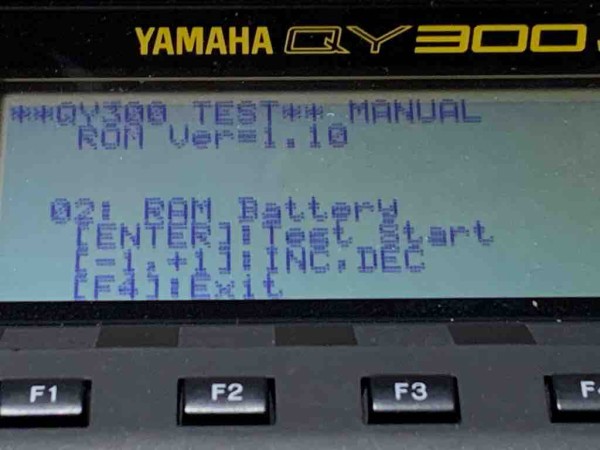 YAMAHA QY300
**QY300 TEST** MANUAL
ROM Ver=1.10
02: RAM Battery
[ENTER]:Test Start
[-1,+1]:INC,DEC
[F4]:Exit
F1 F2 F3